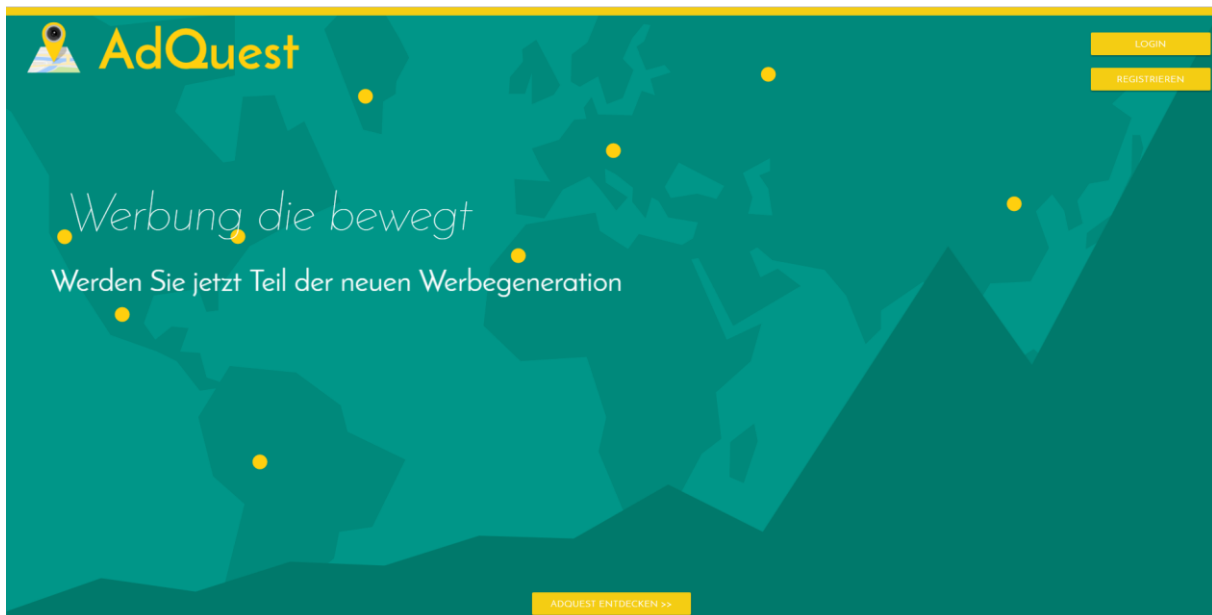 AdQuest
LOGIN
REGISTRIEREN
Werbung die bewegt
Werden Sie jetzt Teil der neuen Werbegeneration
ADQUEST ENTDECKEN >>